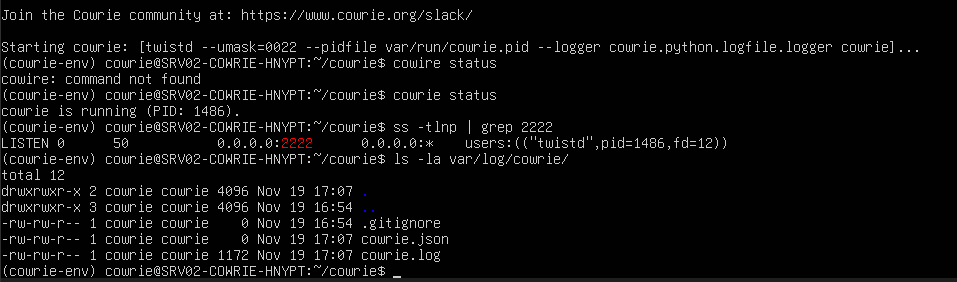 Join the Cowrie community at: https://www.cowrie.org/slack/
Starting cowrie: [twistd --umask=0022 --pidfile var/run/cowrie.pid --logger cowrie.python.logfile.logger cowrie]...
(cowrie-env) cowrie@SRV02-COWRIE-HNYPT:~/cowrie$ cowire status
cowire: command not found
(cowrie-env) cowrie@SRV02-COWRIE-HNYPT:~/cowrie$ cowrie status
cowrie is running (PID: 1486).
(cowrie-env) cowrie@SRV02-COWRIE-HNYPT:~/cowrie$ ss -tlnp | grep 2222
LISTEN 0      50           0.0.0.0:2222      0.0.0.0:*    users:(("twistd",pid=1486,fd=12))
(cowrie-env) cowrie@SRV02-COWRIE-HNYPT:~/cowrie$ ls -la var/log/cowrie/
total 12
drwxrwxr-x 2 cowrie cowrie 4096 Nov 19 17:07 .
drwxrwxr-x 3 cowrie cowrie 4096 Nov 19 16:54 ..
-rw-rw-r-- 1 cowrie cowrie    0 Nov 19 16:54 .gitignore
-rw-rw-r-- 1 cowrie cowrie    0 Nov 19 17:07 cowrie.json
-rw-rw-r-- 1 cowrie cowrie 1172 Nov 19 17:07 cowrie.log
(cowrie-env) cowrie@SRV02-COWRIE-HNYPT:~/cowrie$ _